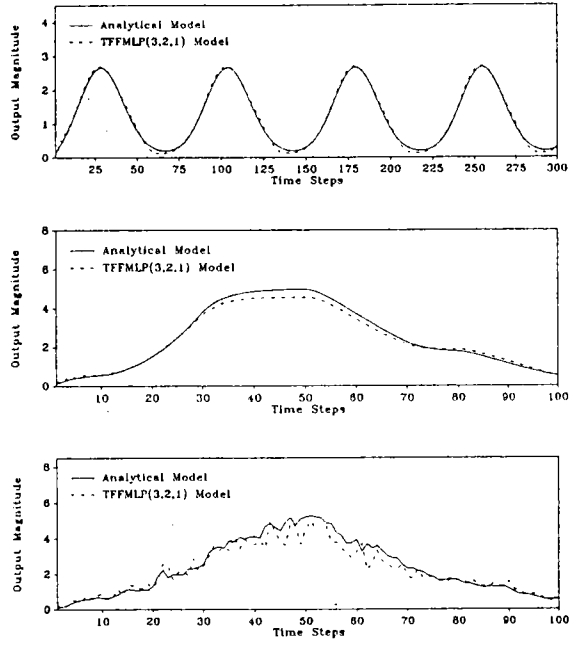 Output Magnitude
4
3
2
1
0
Analytical Model
TFFMLP(3,2,1) Model
25 50 75 100 125 150 175 200 225 250 275 300
Time Steps
Output Magnitude
8
6
4
2
0
Analytical Model
TFFMLP(3,2,1) Model
10 20 30 40 50 60 70 80 90 100
Time Steps
Output Magnitude
8
6
4
2
0
Analytical Model
TFFMLP(3,2,1) Model
10 20 30 40 50 60 70 80 90 100
Time Steps